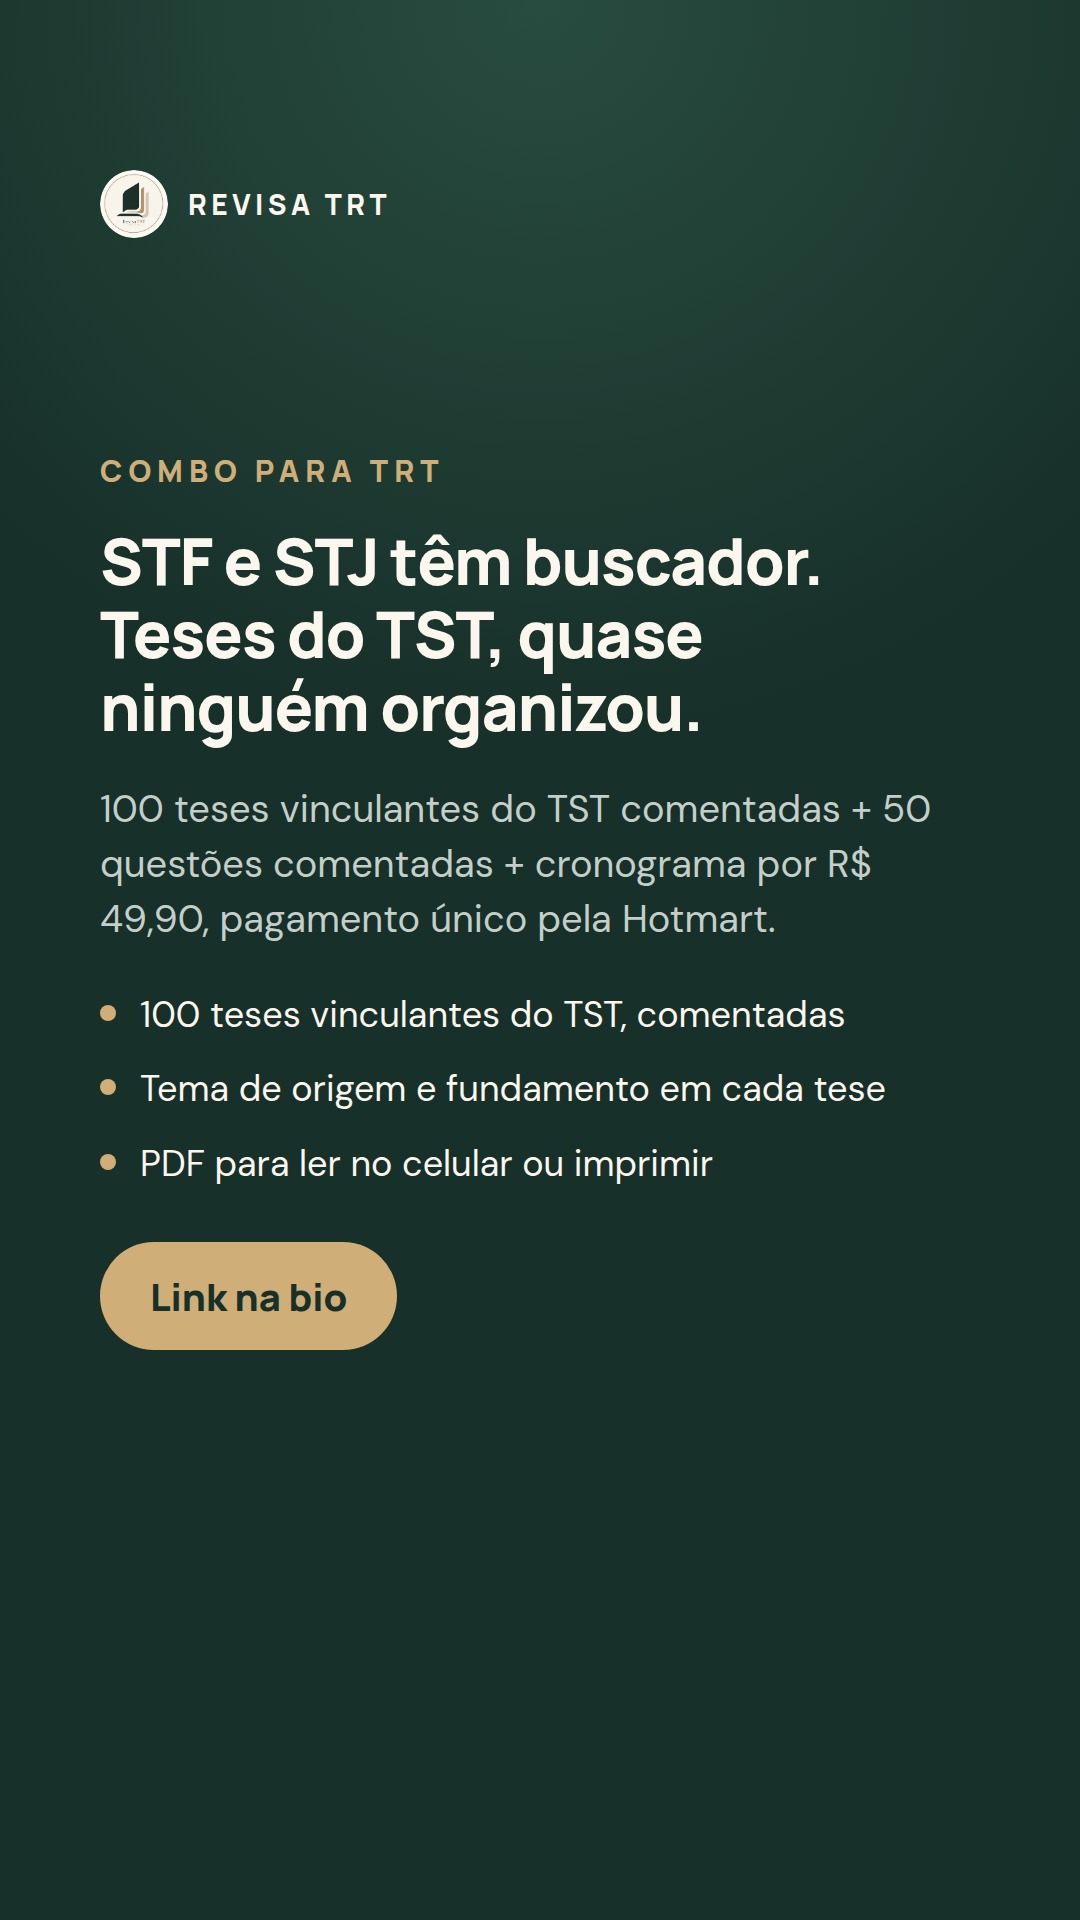 REVISA TRT
COMBO PARA TRT
STF e STJ têm buscador.
Teses do TST, quase
ninguém organizou.
100 teses vinculantes do TST comentadas + 50
questões comentadas + cronograma por R$
49,90, pagamento único pela Hotmart.
100 teses vinculantes do TST, comentadas
Tema de origem e fundamento em cada tese
PDF para ler no celular ou imprimir
Link na bio